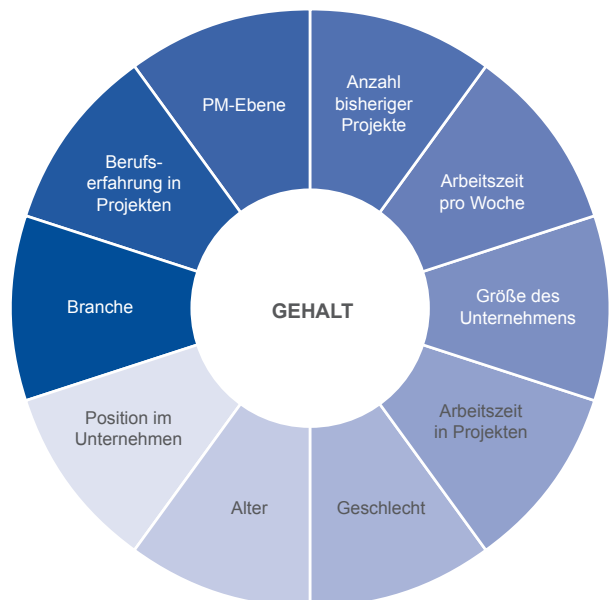 PM-Ebene
Anzahl
bisheriger
Projekte
Berufs-
erfahrung in
Projekten
Arbeitszeit
pro Woche
Branche
GEHALT
Größe des
Unternehmens
Position im
Unternehmen
Arbeitszeit
in Projekten
Alter
Geschlecht